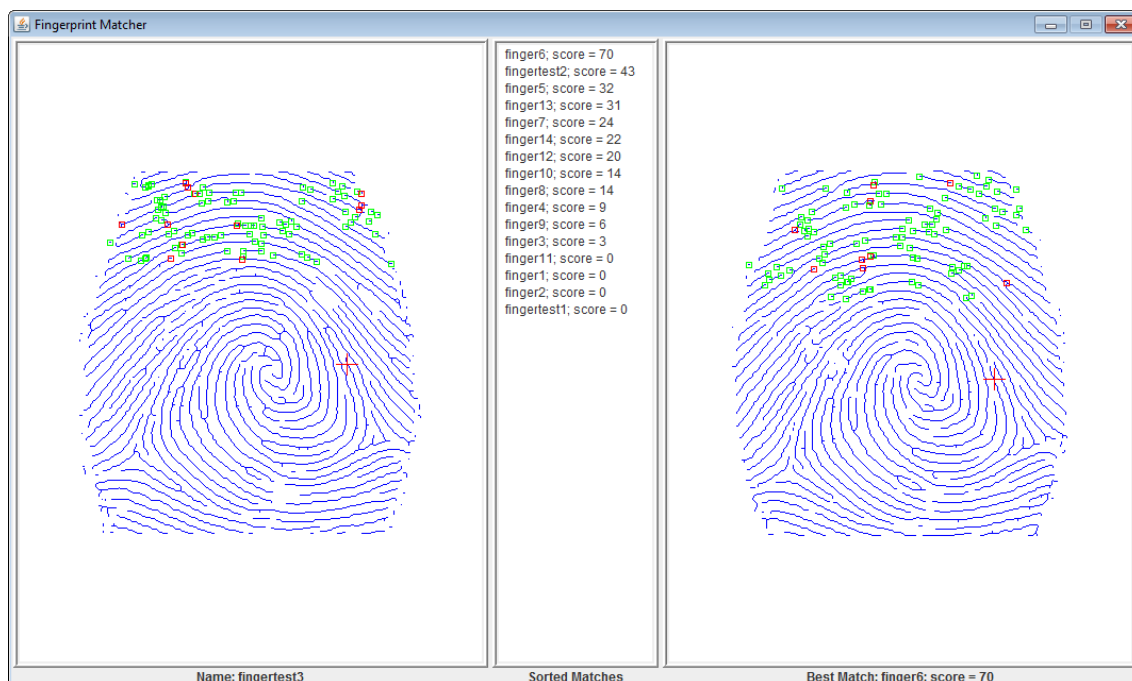 Fingerprint Matcher
finger6; score = 70
fingertest2; score = 43
finger5; score = 32
finger13; score = 31
finger7; score = 24
finger14; score = 22
finger12; score = 20
finger10; score = 14
finger8; score = 14
finger4; score = 9
finger9; score = 6
finger3; score = 3
finger11; score = 0
finger1; score = 0
finger2; score = 0
fingertest1; score = 0
Name: fingertest3
Sorted Matches
Best Match: finger6; score = 70